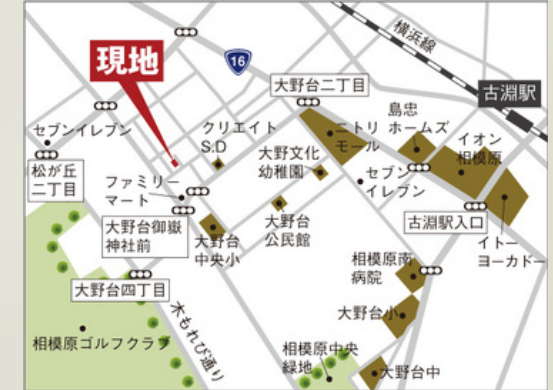 横浜線
16
現地
古淵駅
大野台二丁目
島忠
ホームズ
セブンイレブン
クリエイト
S.D
ニトリ
モール
イオン
相模原
松が丘
二丁目
大野文化
幼稚園
セブン
イレブン
ファミリー
マート
大野台御嶽
神社前
大野台
中央小
大野台
公民館
古淵駅入口
イトー
ヨーカドー
大野台四丁目
相模原南
病院
木もれび通り
大野台小
相模原ゴルフクラブ
相模原中央
緑地
大野台中